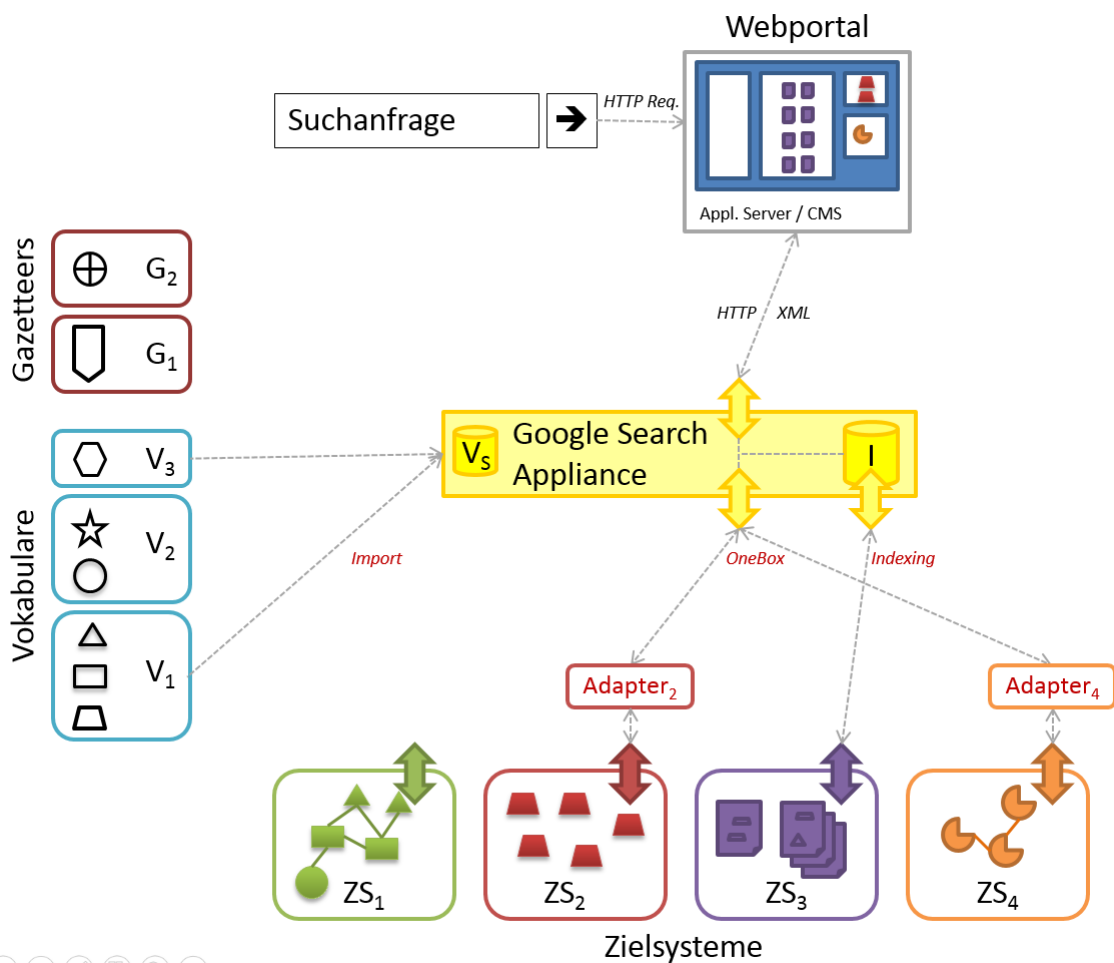 Webportal
Suchanfrage
HTTP Req.
Appl. Server / CMS
Gazetteers
G2
G1
HTTP XML
V3
Vokabulare
V2
V1
VS
Google Search
Appliance
I
Import
OneBox
Indexing
Adapter2
Adapter4
ZS1
ZS2
ZS3
ZS4
Zielsysteme